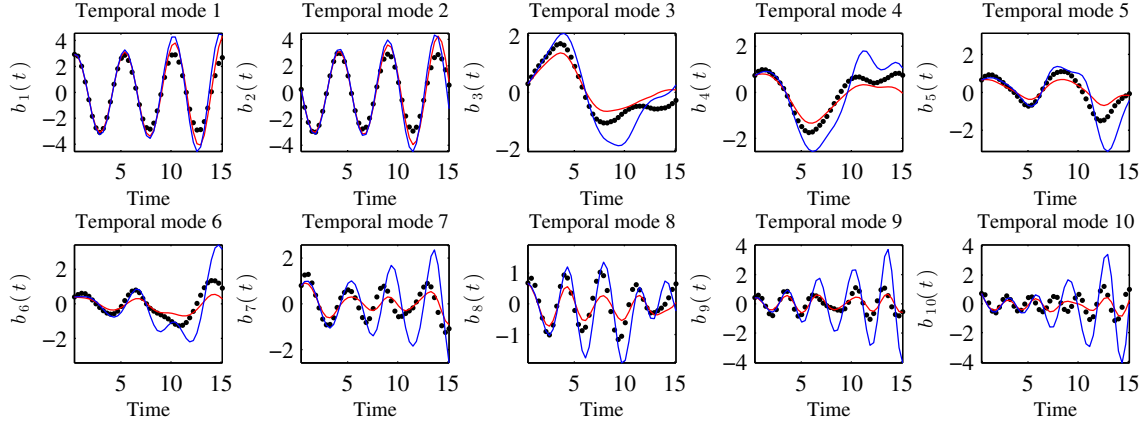 Temporal mode 1
Temporal mode 2
Temporal mode 3
Temporal mode 4
Temporal mode 5
b1(t)
4
2
0
−2
−4
5 10 15
Time
b2(t)
4
2
0
−2
−4
5 10 15
Time
b3(t)
2
0
−2
5 10 15
Time
b4(t)
2
0
−2
5 10 15
Time
b5(t)
2
0
−2
5 10 15
Time
Temporal mode 6
Temporal mode 7
Temporal mode 8
Temporal mode 9
Temporal mode 10
b6(t)
2
0
−2
5 10 15
Time
b7(t)
2
0
−2
5 10 15
Time
b8(t)
1
0
−1
5 10 15
Time
b9(t)
4
2
0
−2
−4
5 10 15
Time
b10(t)
4
2
0
−2
−4
5 10 15
Time